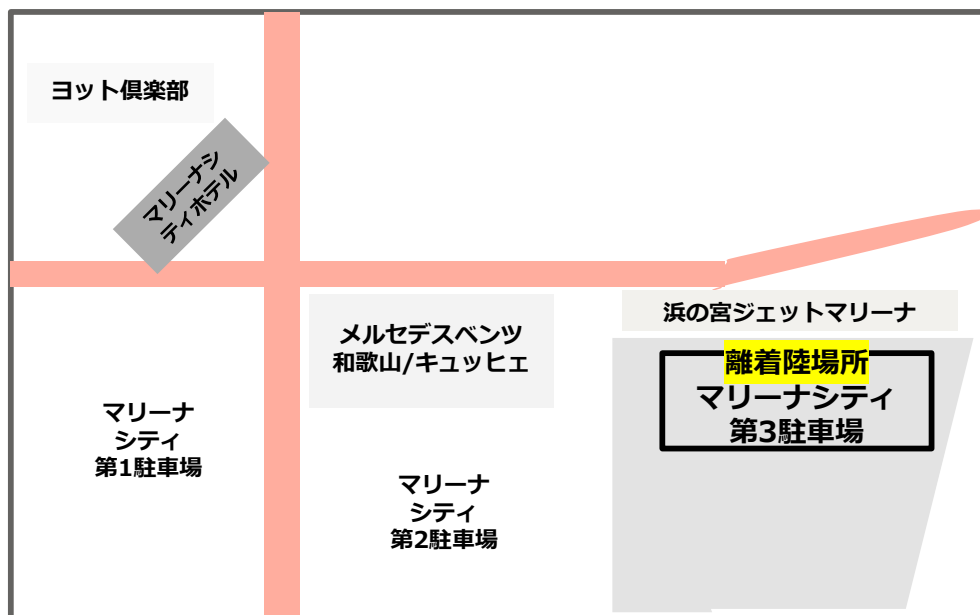 ヨット倶楽部
マリーナシ
ティホテル
メルセデスベンツ
和歌山/キュッヒェ
浜の宮ジェットマリーナ
離着陸場所
マリーナシティ
第3駐車場
マリーナ
シティ
第1駐車場
マリーナ
シティ
第2駐車場